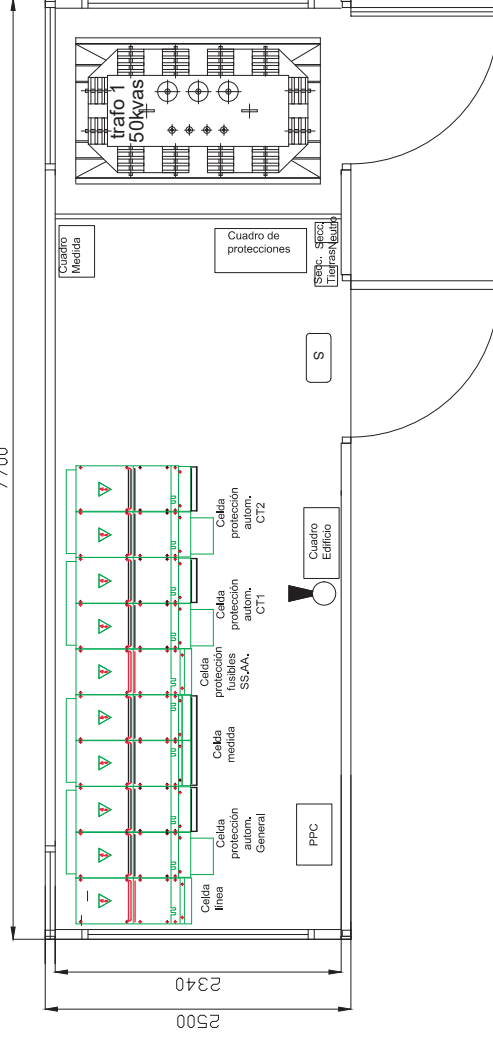 trafo 1
50kvas
Cuadro
Medida
Cuadro de
protecciones
Secc.
Tierras
Secc.
Neutro
S
Cuadro
Edificio
Celda
protección
autom.
CT2
Celda
protección
autom.
CT1
Celda
protección
fusibles
SS.AA.
Celda
medida
Celda
protección
autom.
General
Celda
línea
PPC
2340
2500